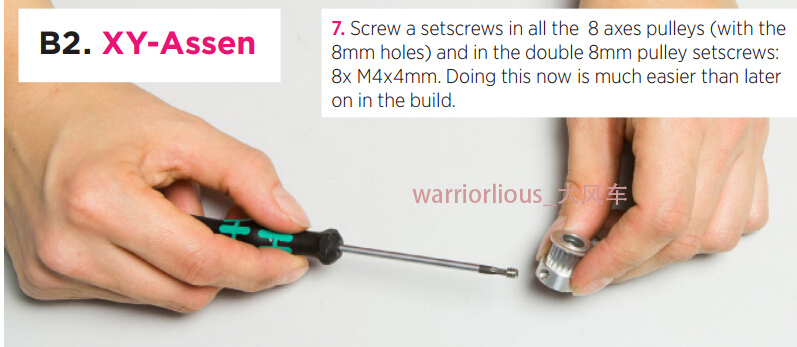 B2. XY-Assen
7. Screw a setscrews in all the 8 axes pulleys (with the
8mm holes) and in the double 8mm pulley setscrews:
8x M4x4mm. Doing this now is much easier than later
on in the build.
warriorlious_大风车